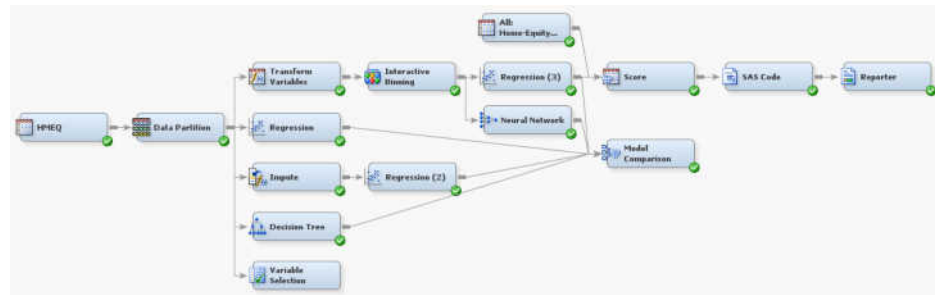 All:
Home-Equity...
Transform
Variables
Interactive
Binning
Regression (3)
Score
SAS Code
Reporter
HMEQ
Data Partition
Regression
Neural Network
Model
Comparison
Impute
Regression (2)
Decision Tree
Variable
Selection